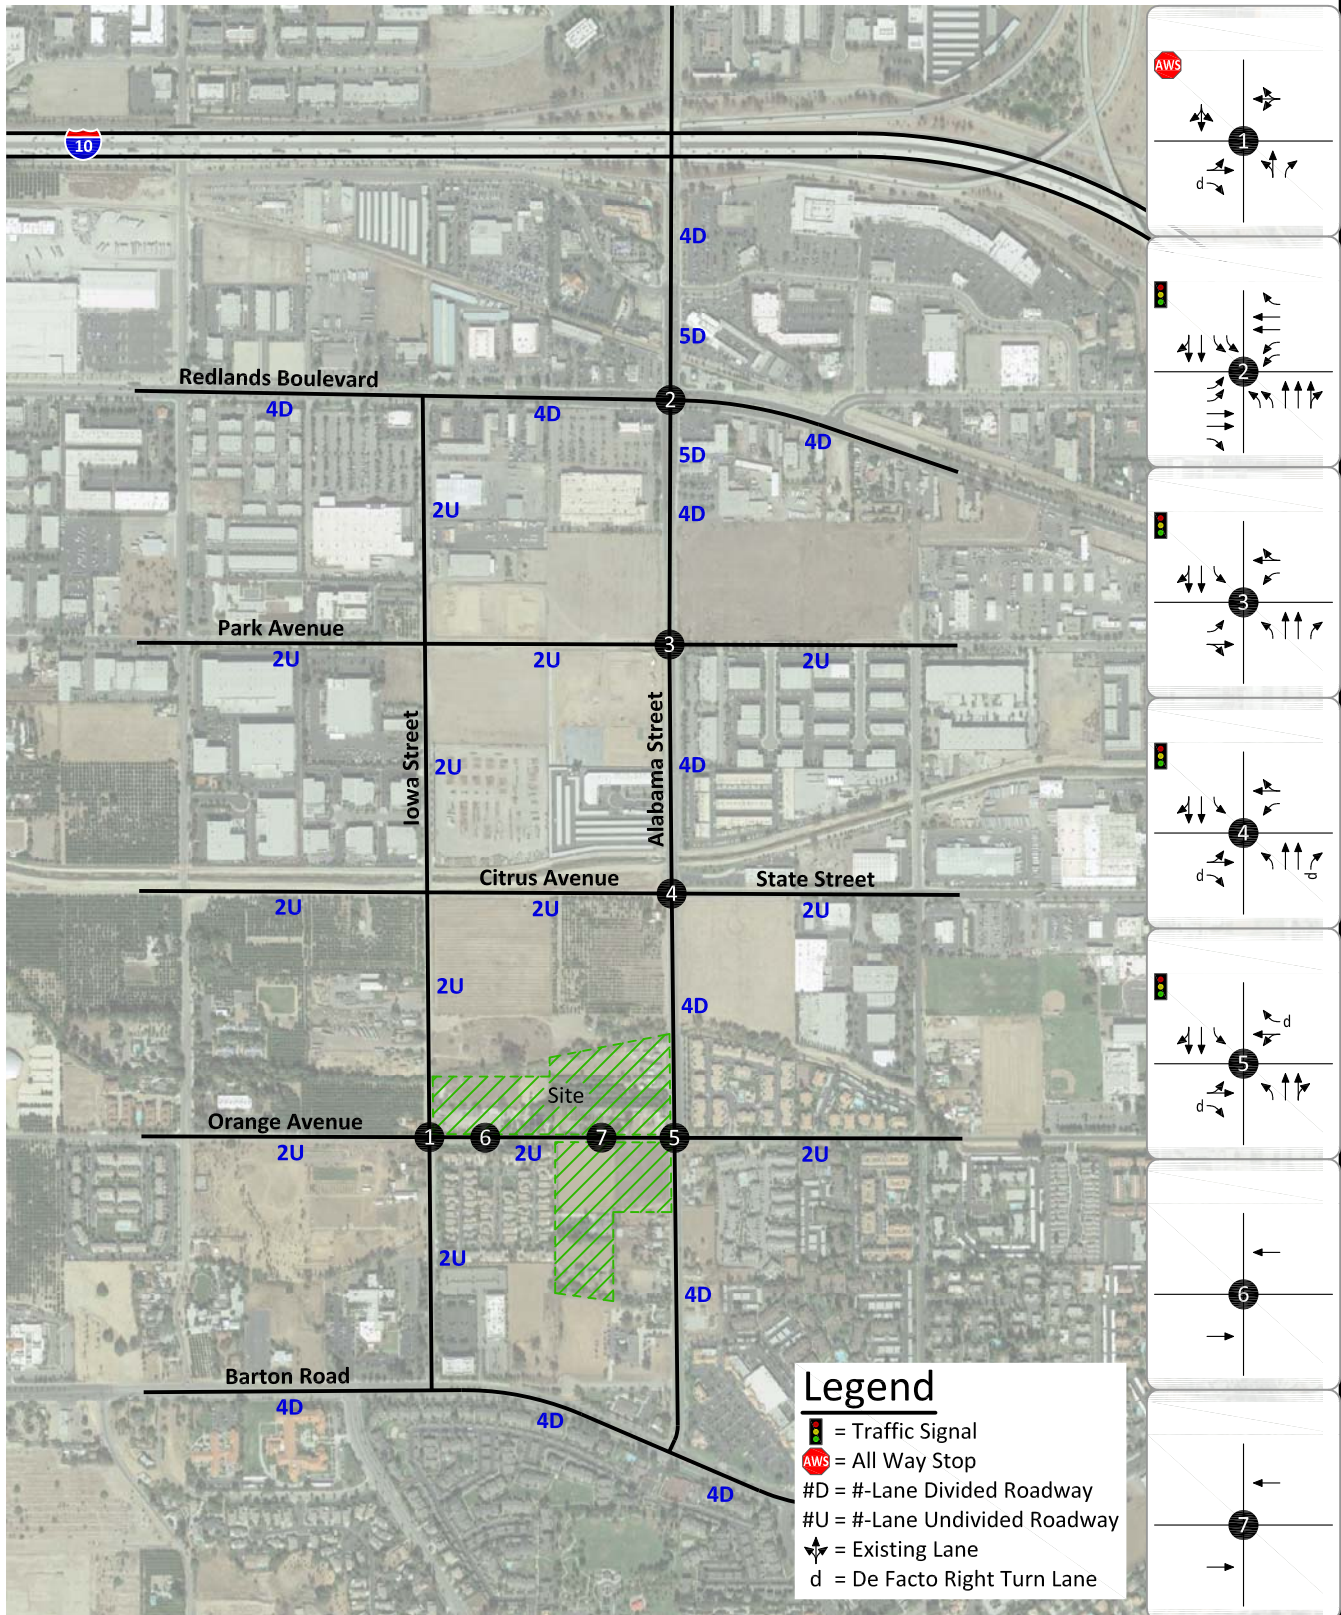 AWS
1
d
10
4D
2
5D
Redlands Boulevard
4D
4D
2
4D
5D
2U
4D
3
Park Avenue
2U
2U
3
2U
Iowa Street
2U
Alabama Street
4D
4
d
d
Citrus Avenue
State Street
2U
2U
4
2U
2U
4D
5
d
d
Site
Orange Avenue
2U
1
6
2U
7
5
2U
2U
4D
6
Barton Road
4D
4D
4D
7
Legend
= Traffic Signal
AWS = All Way Stop
#D = #-Lane Divided Roadway
#U = #-Lane Undivided Roadway
= Existing Lane
d = De Facto Right Turn Lane